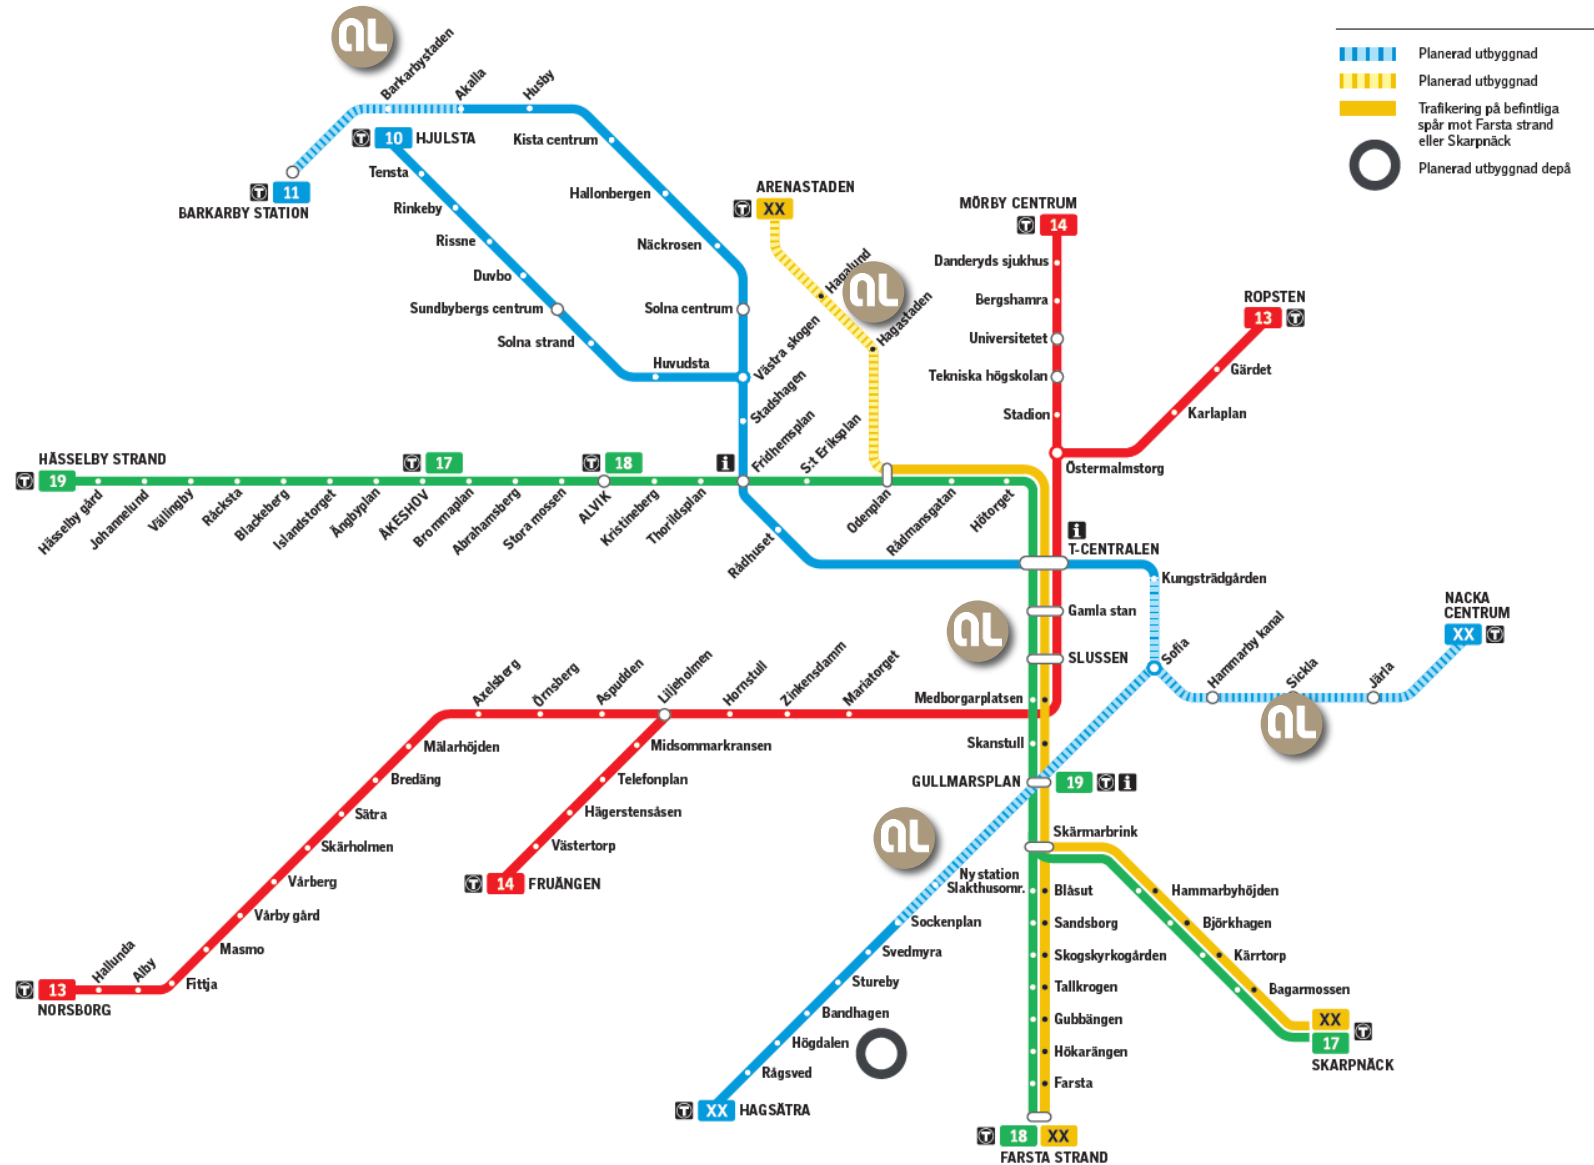 aL
Barkarbystaden
Akalla
Husby
Planerad utbyggnad
Planerad utbyggnad
Trafikering på befintliga
spår mot Farsta strand
eller Skarpnäck
Planerad utbyggnad depå
T 10 HJULSTA
Kista centrum
Tensta
T 11
BARKARBY STATION
Rinkeby
Hallonbergen
ARENASTADEN
T XX
MÖRBY CENTRUM
T 14
Rissne
Näckrosen
Danderyds sjukhus
Duvbo
Hagalund
aL
Hagastaden
Bergshamra
ROPSTEN
13 T
Sundbybergs centrum
Solna centrum
Solna strand
Västra skogen
Universitetet
Huvudsta
Tekniska högskolan
Gärdet
Stadshagen
Stadion
Karlaplan
Fridhemsplan
S:t Eriksplan
Östermalmstorg
HÄSSELBY STRAND
T 19
T 17
T 18
i
Hässelby gård
Johannelund
Vällingby
Råcksta
Blackeberg
Islandstorget
Ängbyplan
ÅKESHOV
Brommaplan
Abrahamsberg
Stora mossen
ALVIK
Kristineberg
Thorildsplan
Rådhuset
Odenplan
Rådmansgatan
Hötorget
i
T-CENTRALEN
Kungsträdgården
aL
Gamla stan
SLUSSEN
Sofia
Hammarby kanal
Sickla
Järla
NACKA
CENTRUM
XX T
aL
Axelsberg
Örnsberg
Aspudden
Liljeholmen
Hornstull
Zinkensdamm
Mariatorget
Medborgarplatsen
Mälarhöjden
Midsommarkransen
Skanstull
Bredäng
Telefonplan
GULLMARSPLAN
19 T i
Sätra
Hägerstensåsen
aL
Skärholmen
Västertorp
Skärmarbrink
Vårberg
T 14 FRUÄNGEN
Ny station
Slakthusomr.
Blåsut
Hammarbyhöjden
Vårby gård
Sockenplan
Sandsborg
Björkhagen
Masmo
Svedmyra
Skogskyrkogården
Kärrtorp
Hallunda
Alby
Fittja
Stureby
Tallkrogen
Bagarmossen
T 13
NORSBORG
Bandhagen
Gubbängen
XX
17 T
SKARPNÄCK
Högdalen
Hökarängen
Rågsved
Farsta
T XX HAGSÄTRA
T 18 XX
FARSTA STRAND